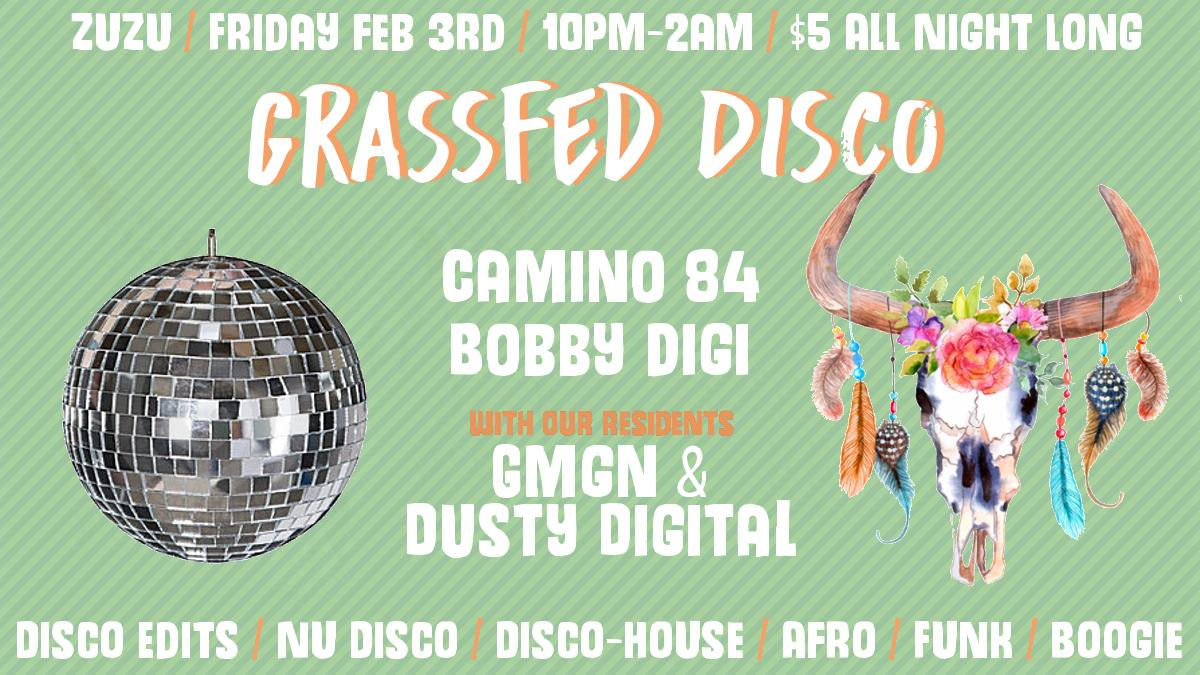 ZUZU / FRIDAY FEB 3RD / 10PM-2AM / $5 ALL NIGHT LONG
GRASSFED DISCO
CAMINO 84
BOBBY DIGI
WITH OUR RESIDENTS
GMGN &
DUSTY DIGITAL
DISCO EDITS / NU DISCO / DISCO-HOUSE / AFRO / FUNK / BOOGIE